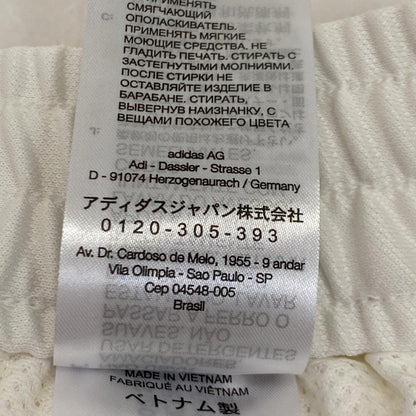 ПРИМЕНЯТЬ
СМЯГЧАЮЩИЙ
ОПОЛАСКИВАТЕЛЬ.
ПРИМЕНЯТЬ МЯГКИЕ
МОЮЩИЕ СРЕДСТВА. НЕ
ГЛАДИТЬ ПЕЧАТЬ. СТИРАТЬ С
ЗАСТЕГНУТЫМИ МОЛНИЯМИ.
ПОСЛЕ СТИРКИ НЕ
ОСТАВЛЯЙТЕ ИЗДЕЛИЕ В
БАРАБАНЕ. СТИРАТЬ,
ВЫВЕРНУВ НАИЗНАНКУ, С
ВЕЩАМИ ПОХОЖЕГО ЦВЕТА
adidas AG
Adi - Dassler - Strasse 1
D - 91074 Herzogenaurach / Germany
アディダスジャパン株式会社
0120-305-393
Av. Dr. Cardoso de Melo, 1955 - 9 andar
Vila Olimpia - Sao Paulo - SP
Cep 04548-005
Brasil
MADE IN VIETNAM
FABRIQUÉ AU VIÊTNAM
ベトナム製